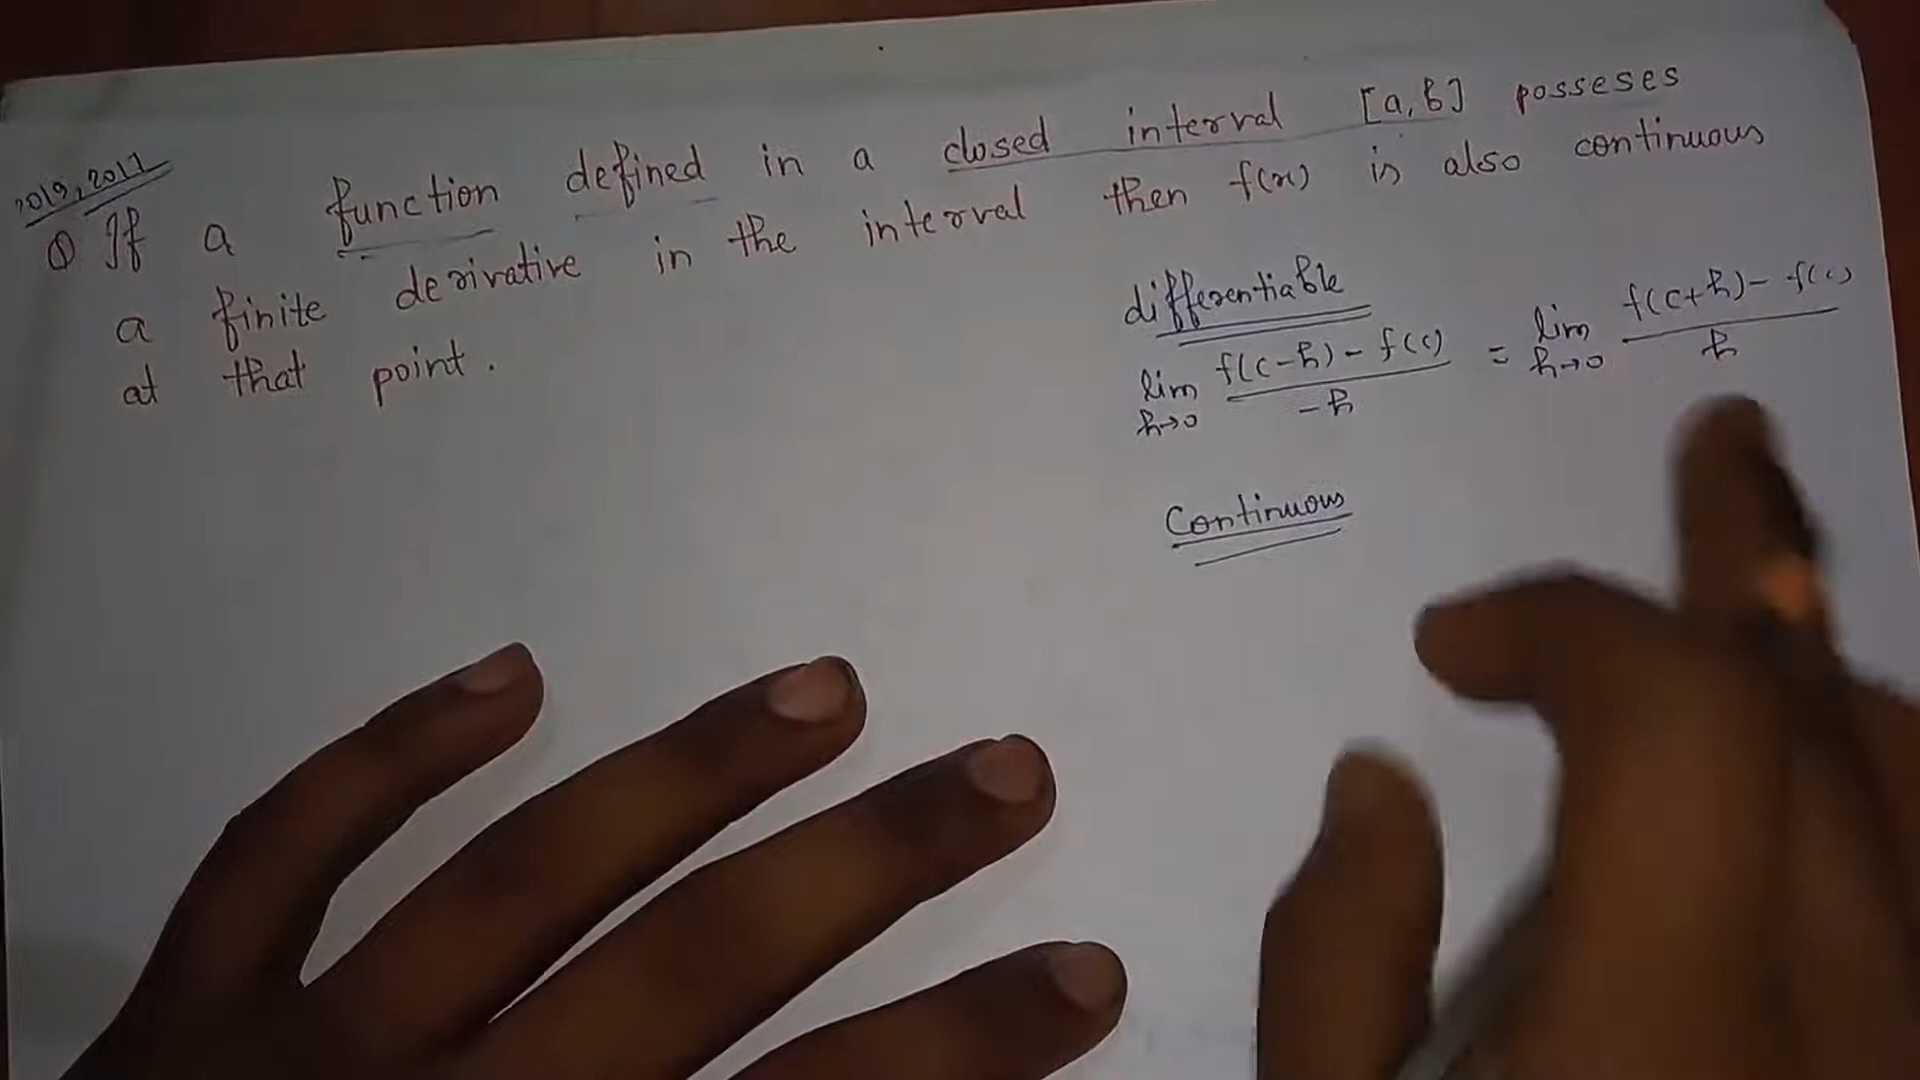 2019, 2017
Q If a function defined in a closed interval [a,b] posseses
a finite derivative in the interval then f(x) is also continuous
at that point.
differentiable
lim h→0 f(c-h) - f(c) / -h = lim h→0 f(c+h) - f(c) / h
Continuous